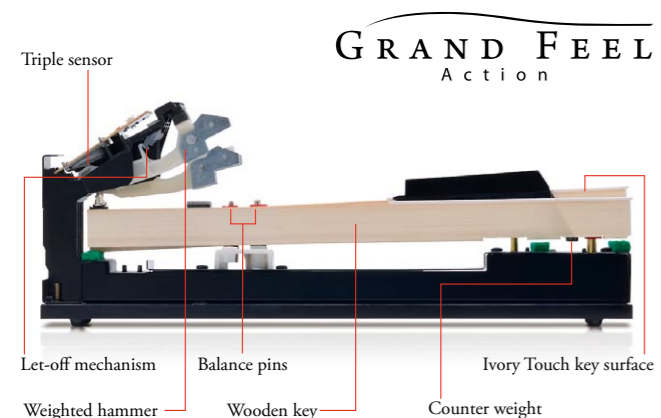 GRAND FEEL
Action
Triple sensor
Let-off mechanism
Balance pins
Ivory Touch key surface
Weighted hammer
Wooden key
Counter weight